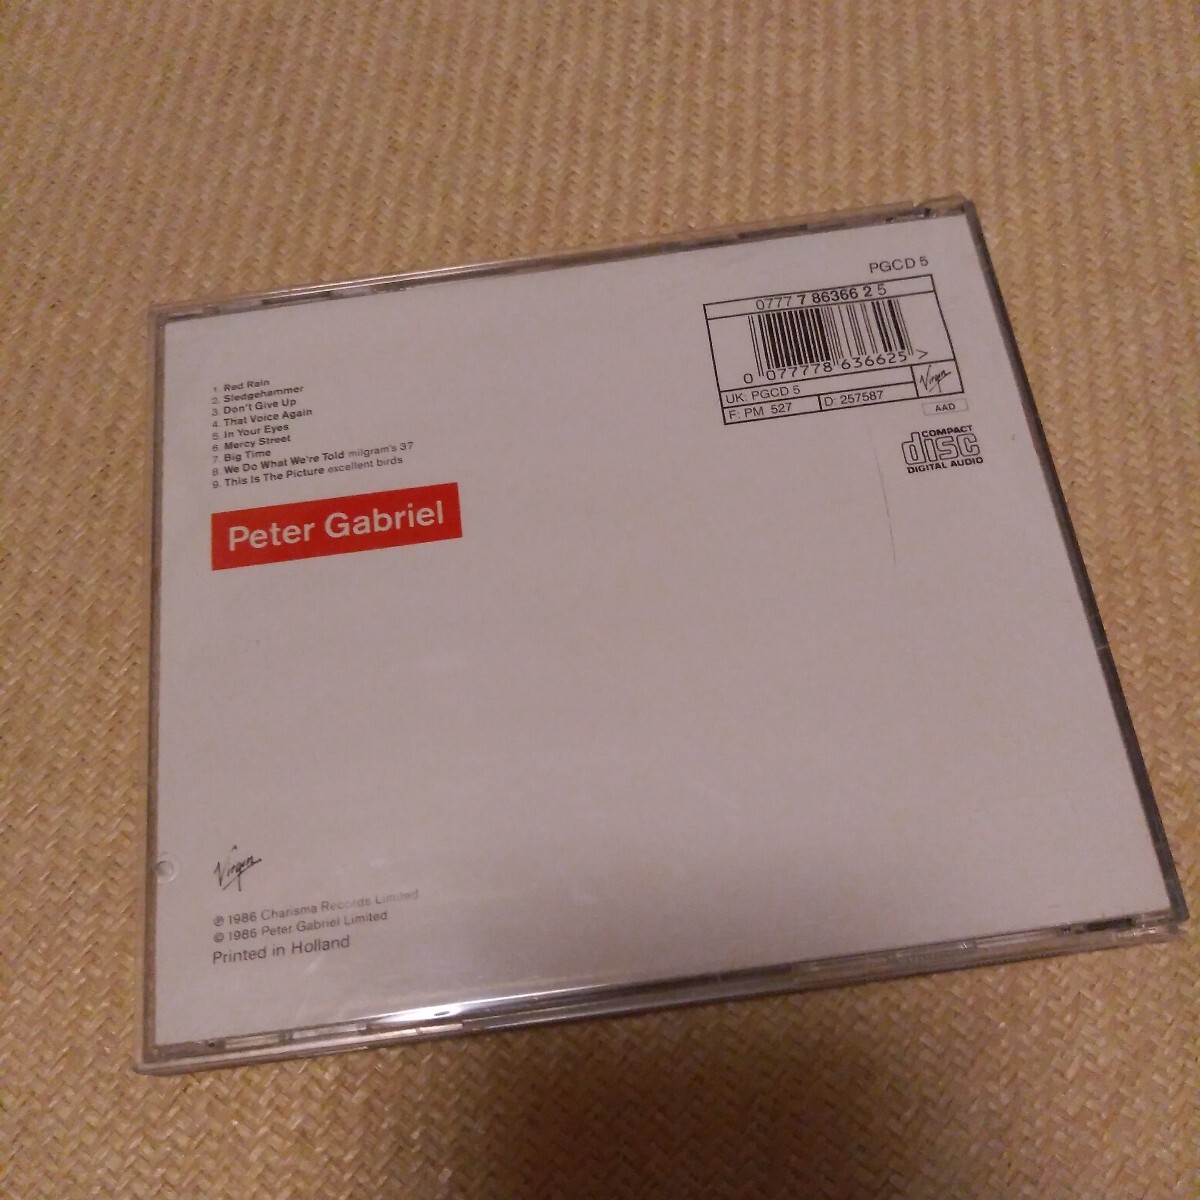 PGCD 5
0777 7 86366 2 5
0 077778 636625 >
UK: PGCD 5
F: PM 527
D: 257587
Virgin
AAD
COMPACT
disc
DIGITAL AUDIO
1. Red Rain
2. Sledgehammer
3. Don't Give Up
4. That Voice Again
5. In Your Eyes
6. Mercy Street
7. Big Time
8. We Do What We're Told milgram's 37
9. This Is The Picture excellent birds
Peter Gabriel
Virgin
℗ 1986 Charisma Records Limited
© 1986 Peter Gabriel Limited
Printed in Holland